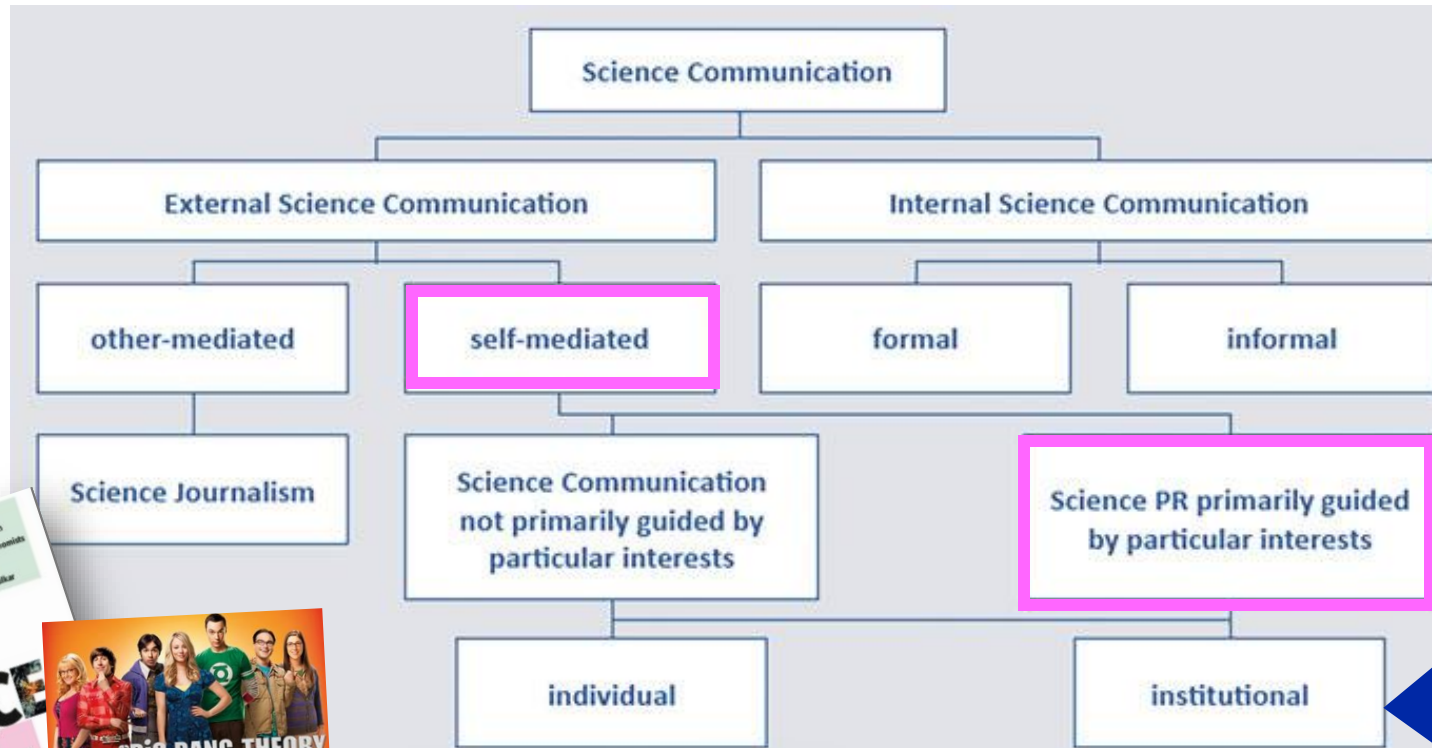 Science Communication
External Science Communication
Internal Science Communication
other-mediated
self-mediated
formal
informal
Science Journalism
Science Communication
not primarily guided by
particular interests
Science PR primarily guided
by particular interests
individual
institutional
BANG THEORY